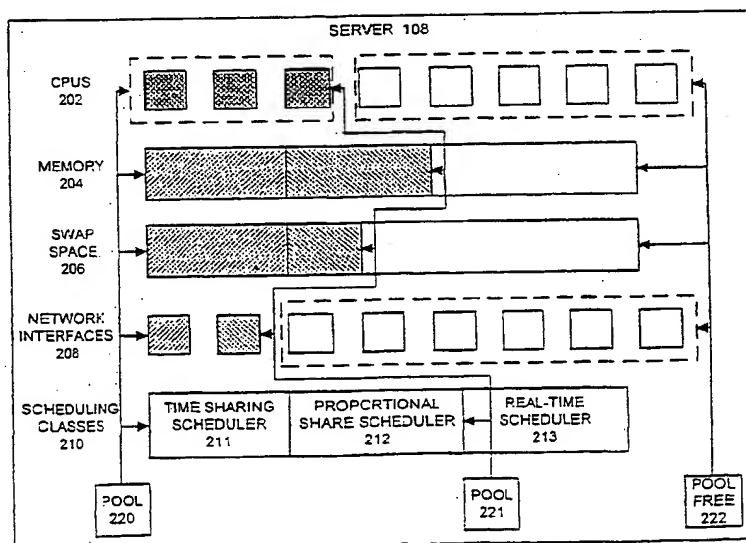 SERVER 108
CPUS
202
MEMORY
204
SWAP
SPACE
206
NETWORK
INTERFACES
208
SCHEDULING
CLASSES
210
TIME SHARING
SCHEDULER
211
PROPORTIONAL
SHARE SCHEDULER
212
REAL-TIME
SCHEDULER
213
POOL
220
POOL
221
POOL
FREE
222